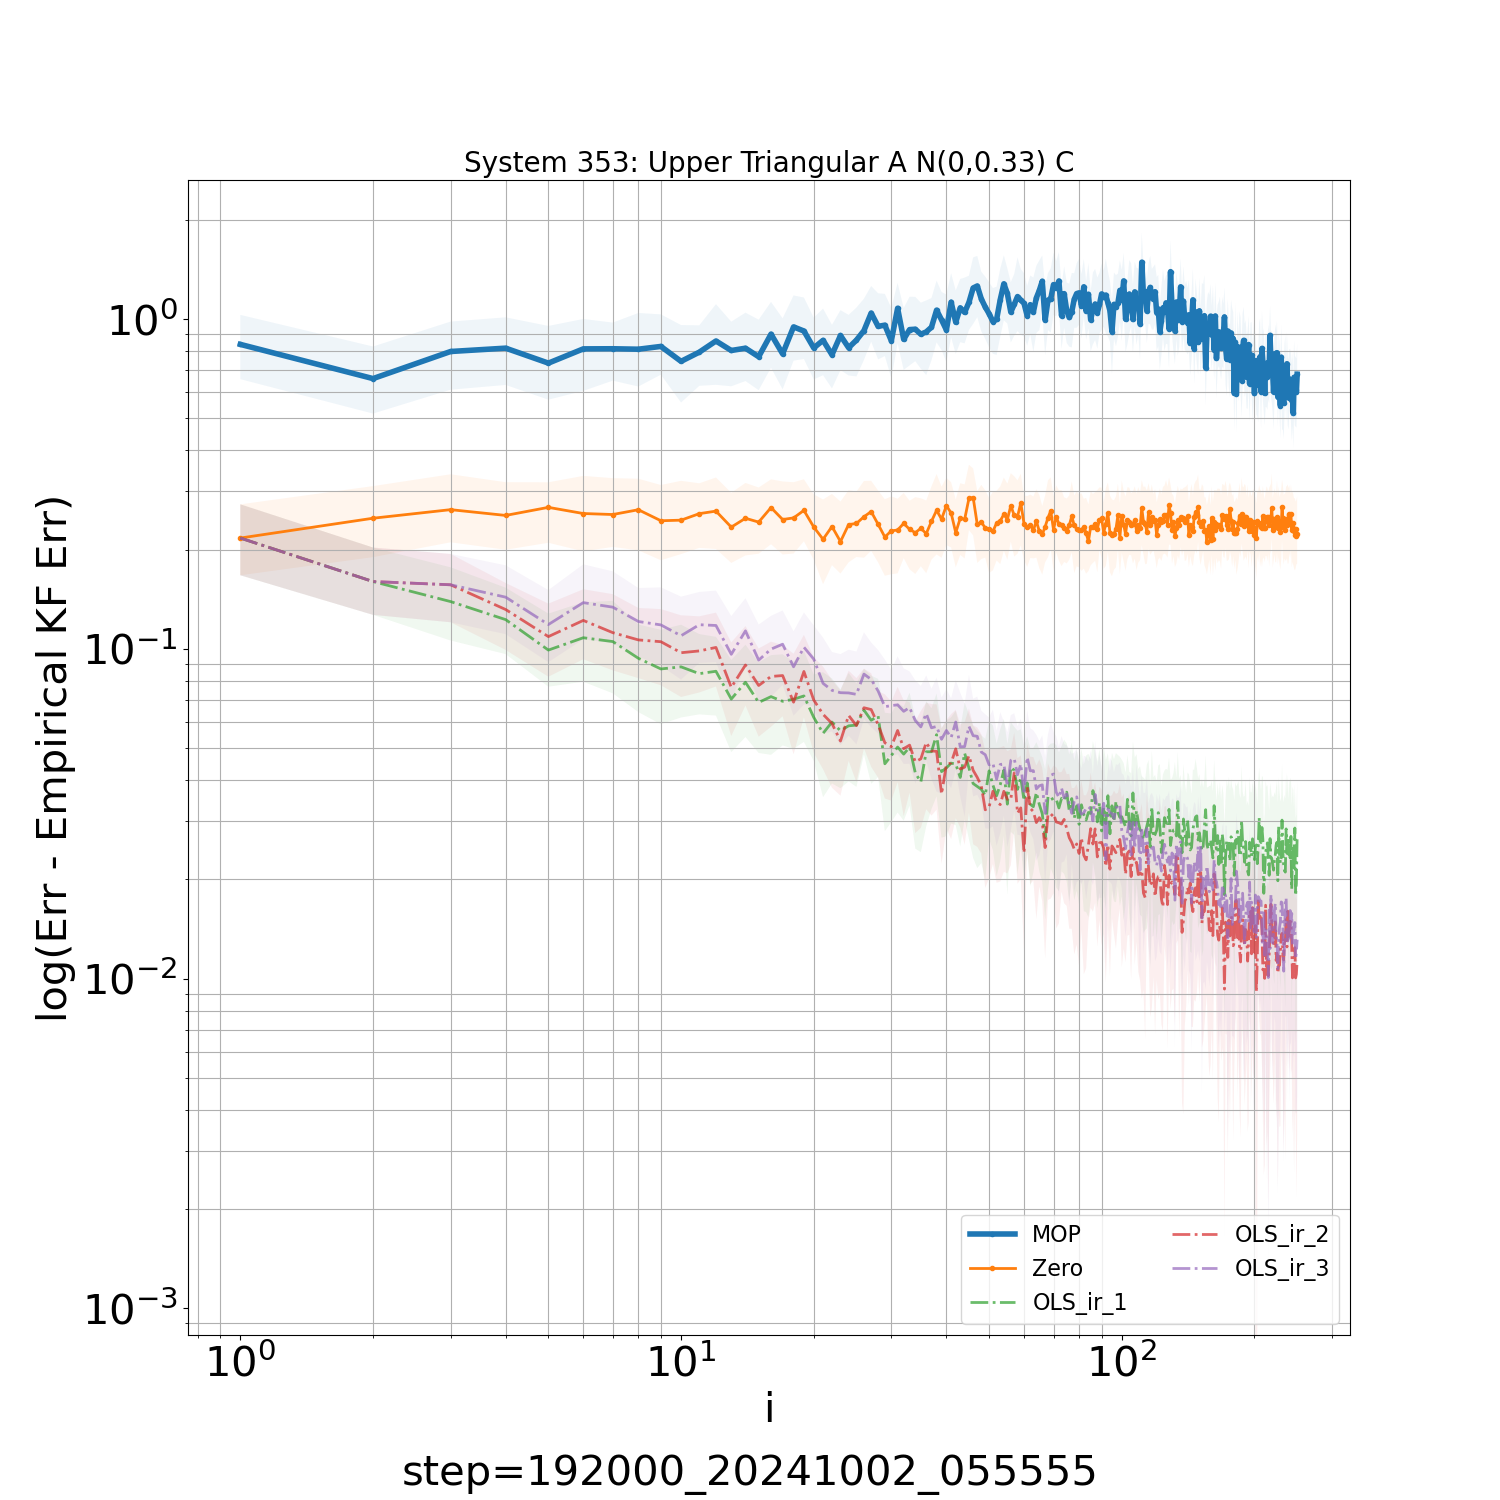 System 353: Upper Triangular A N(0,0.33) C
log(Err - Empirical KF Err)
10⁰
10⁻¹
10⁻²
10⁻³
10⁰ 10¹ 10²
i
MOP
Zero
OLS_ir_1
OLS_ir_2
OLS_ir_3
step=192000_20241002_055555